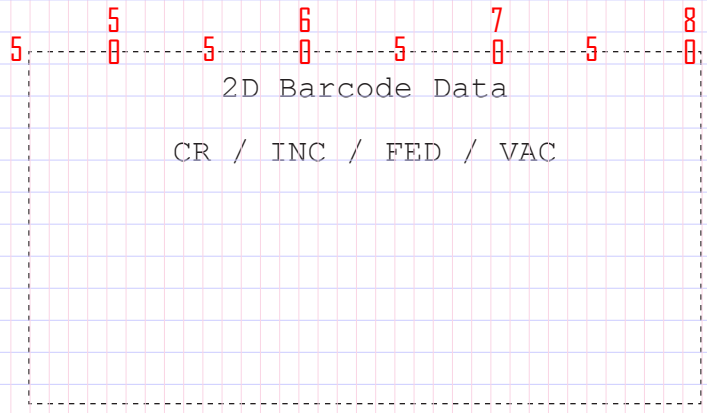 5 6 7 8
5 0 5 0 5 0 5 0
2D Barcode Data
CR / INC / FED / VAC